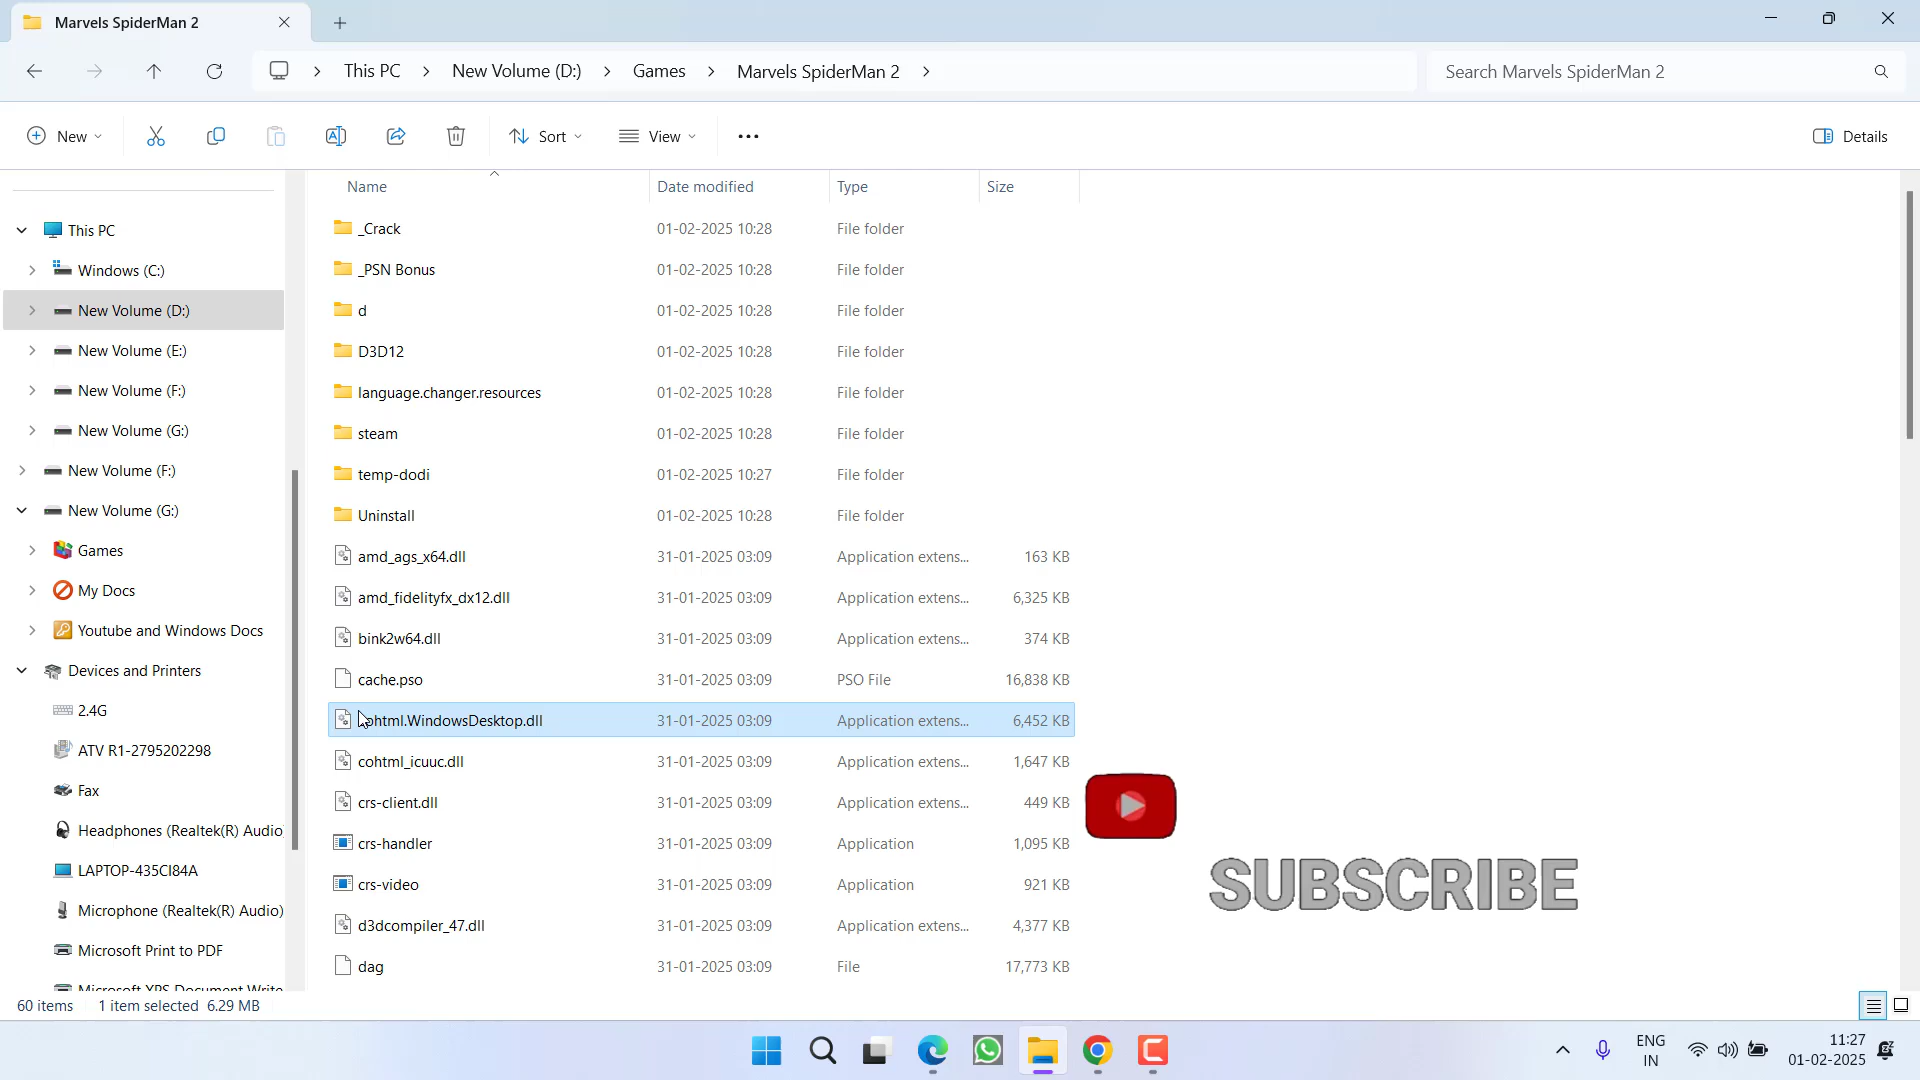 Marvels SpiderMan 2
This PC
New Volume (D:)
Games
Marvels SpiderMan 2
Search Marvels SpiderMan 2
New
Sort
View
Details
Name
Date modified
Type
Size
This PC
Windows (C:)
New Volume (D:)
New Volume (E:)
New Volume (F:)
New Volume (G:)
New Volume (F:)
New Volume (G:)
Games
My Docs
Youtube and Windows Docs
Devices and Printers
2.4G
ATV R1-2795202298
Fax
Headphones (Realtek(R) Audio
LAPTOP-435CI84A
Microphone (Realtek(R) Audio)
Microsoft Print to PDF
Microsoft XPS Document Write
_Crack 01-02-2025 10:28 File folder
_PSN Bonus 01-02-2025 10:28 File folder
d 01-02-2025 10:28 File folder
D3D12 01-02-2025 10:28 File folder
language.changer.resources 01-02-2025 10:28 File folder
steam 01-02-2025 10:28 File folder
temp-dodi 01-02-2025 10:27 File folder
Uninstall 01-02-2025 10:28 File folder
amd_ags_x64.dll 31-01-2025 03:09 Application extens... 163 KB
amd_fidelityfx_dx12.dll 31-01-2025 03:09 Application extens... 6,325 KB
bink2w64.dll 31-01-2025 03:09 Application extens... 374 KB
cache.pso 31-01-2025 03:09 PSO File 16,838 KB
cohtml.WindowsDesktop.dll 31-01-2025 03:09 Application extens... 6,452 KB
cohtml_icuuc.dll 31-01-2025 03:09 Application extens... 1,647 KB
crs-client.dll 31-01-2025 03:09 Application extens... 449 KB
crs-handler 31-01-2025 03:09 Application 1,095 KB
crs-video 31-01-2025 03:09 Application 921 KB
d3dcompiler_47.dll 31-01-2025 03:09 Application extens... 4,377 KB
dag 31-01-2025 03:09 File 17,773 KB
SUBSCRIBE
60 items 1 item selected 6.29 MB
ENG
IN
11:27
01-02-2025